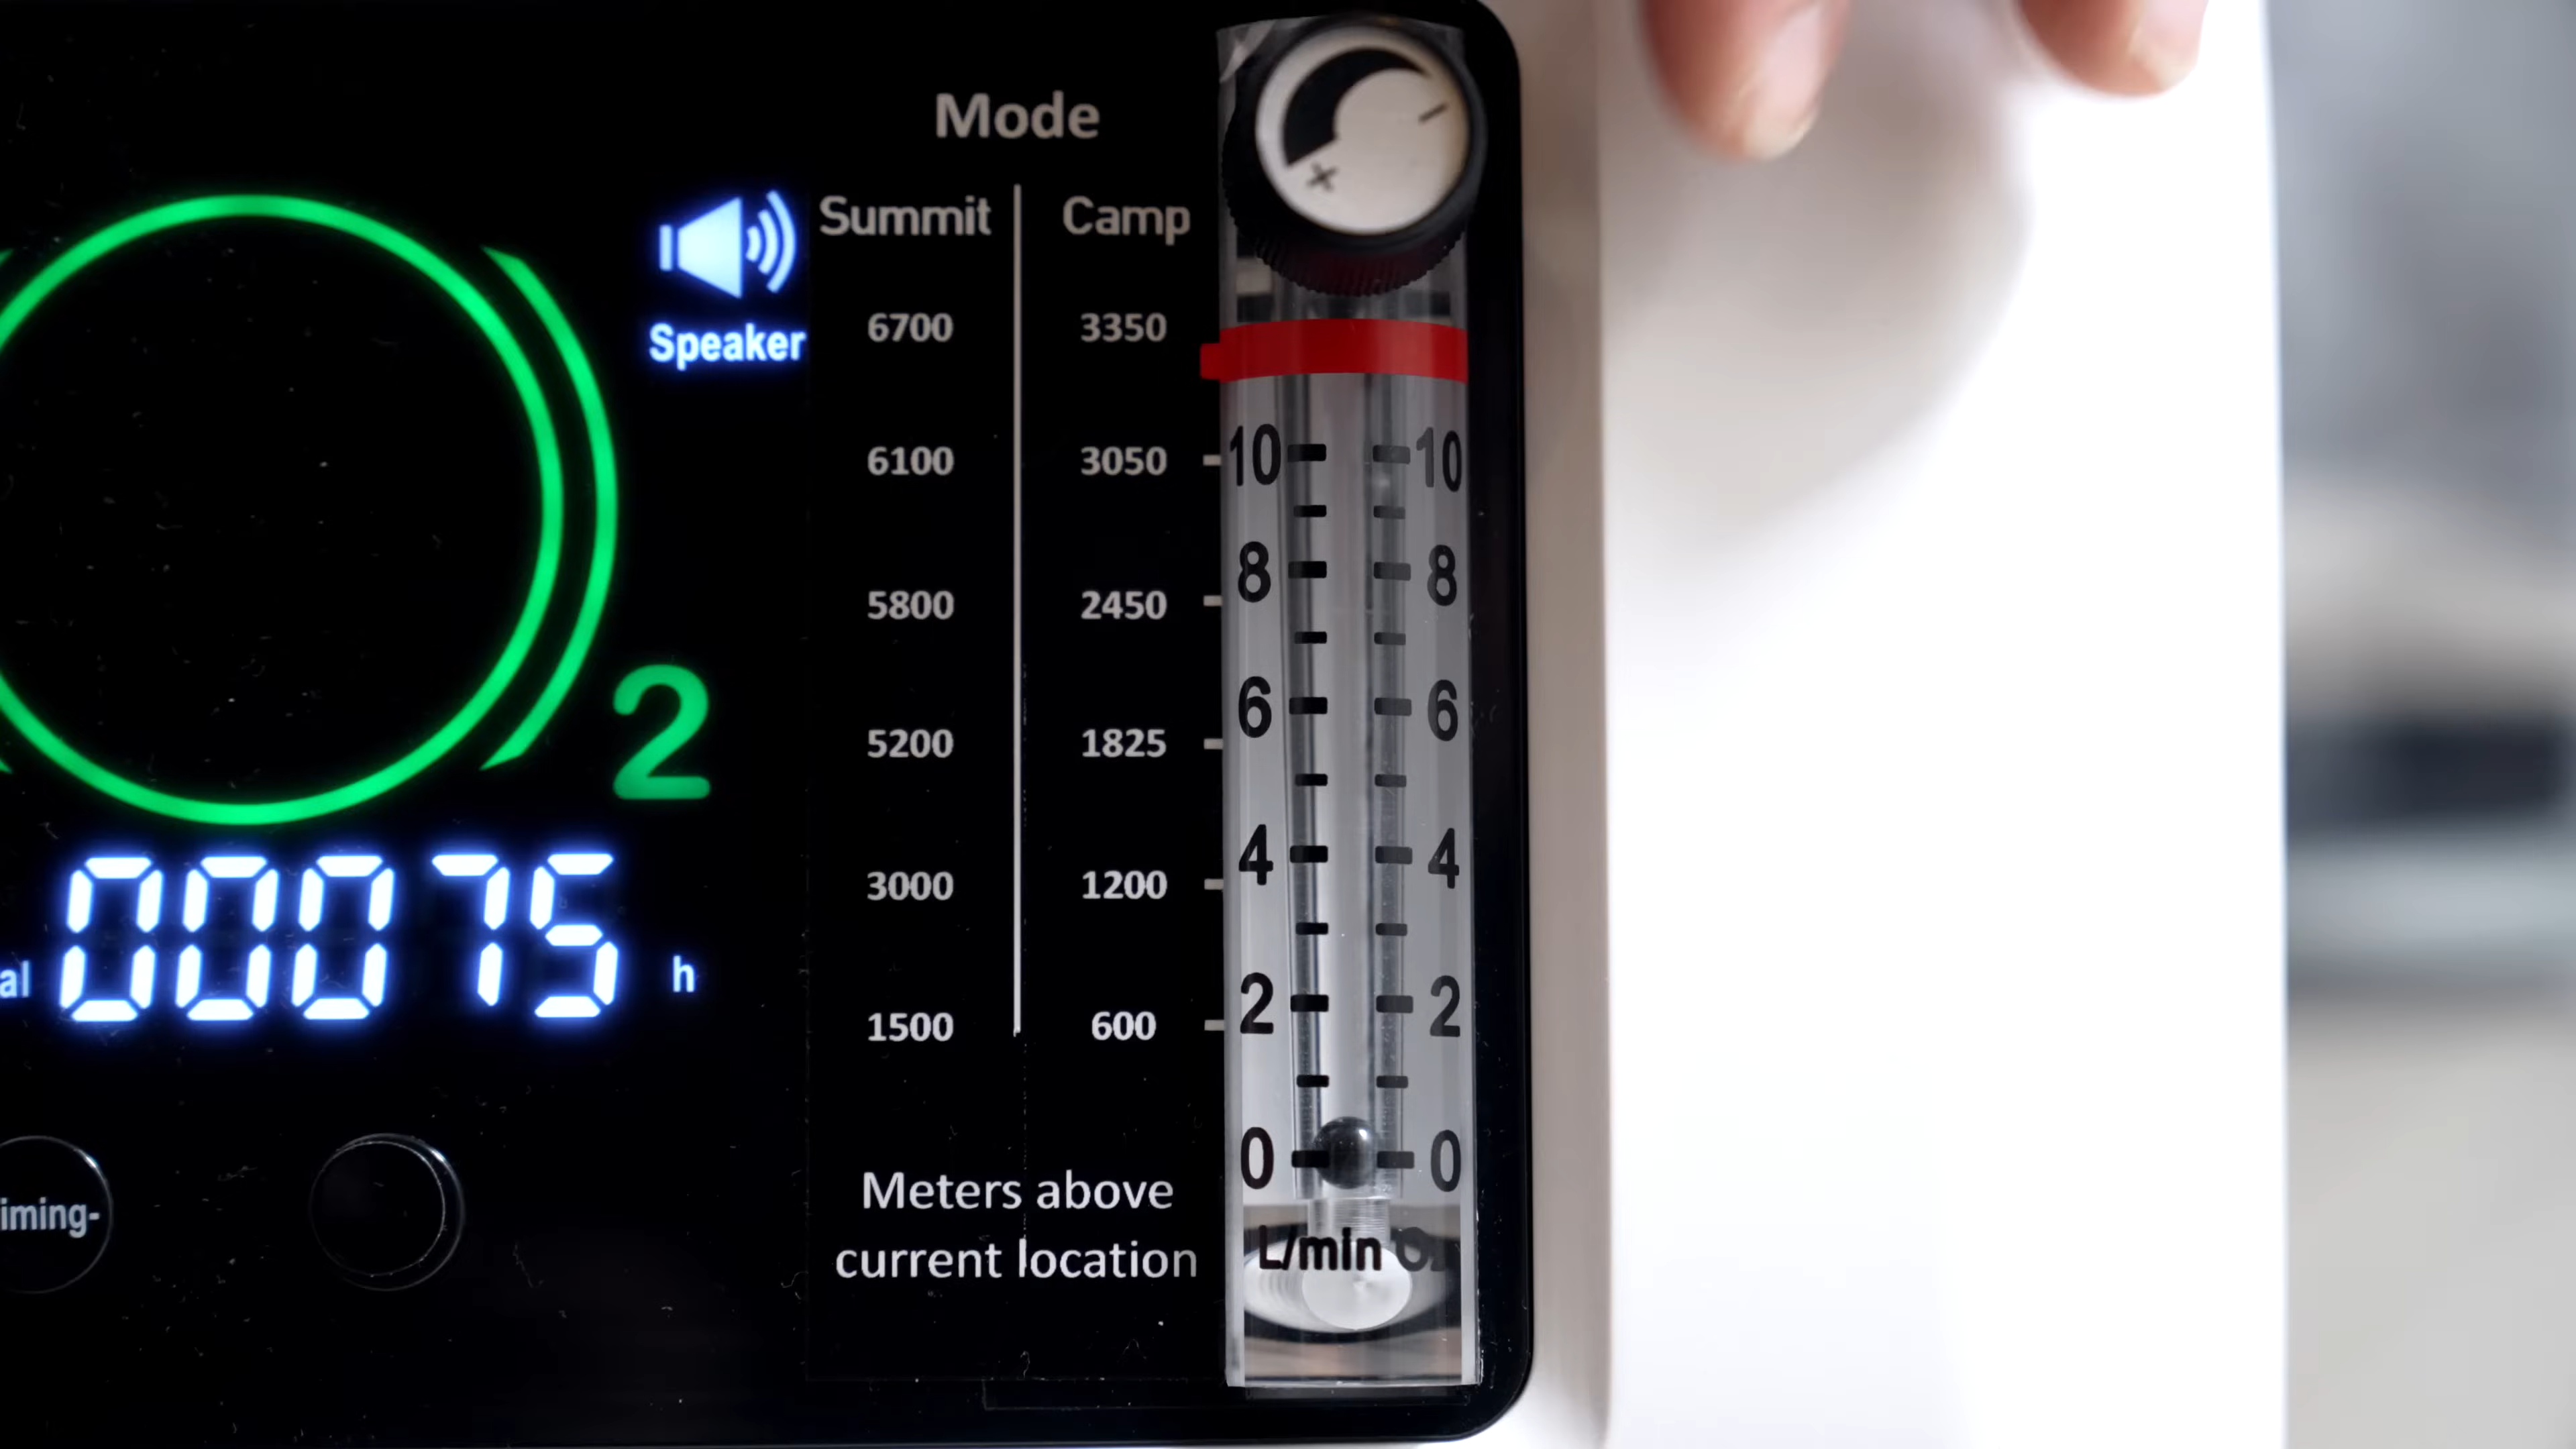 Mode
Summit Camp
Speaker
6700 3350
6100 3050
5800 2450
5200 1825
3000 1200
1500 600
Meters above
current location
+ -
10 10
8 8
6 6
4 4
2 2
0 0
L/min O₂
2
00075 h